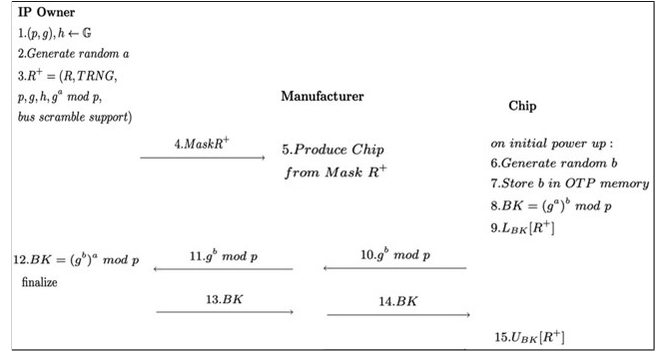 IP Owner
1.(p, g), h ← 𝔾
2.Generate random a
3.R⁺ = (R, TRNG,
p, g, h, gᵃ mod p,
bus scramble support)
4.MaskR⁺
Manufacturer
5.Produce Chip
from Mask R⁺
Chip
on initial power up :
6.Generate random b
7.Store b in OTP memory
8.BK = (gᵃ)ᵇ mod p
9.L_BK[R⁺]
10.gᵇ mod p
11.gᵇ mod p
12.BK = (gᵇ)ᵃ mod p
finalize
13.BK
14.BK
15.U_BK[R⁺]